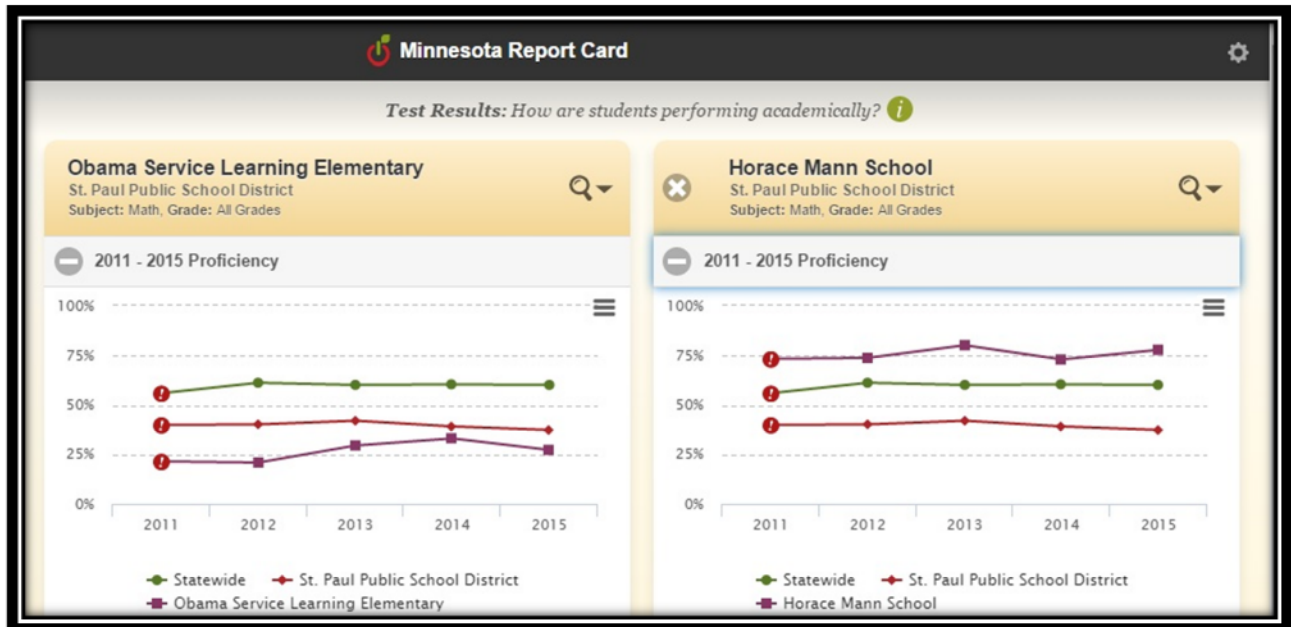 Minnesota Report Card
Test Results: How are students performing academically? i
Obama Service Learning Elementary
St. Paul Public School District
Subject: Math, Grade: All Grades
2011 - 2015 Proficiency
100%
75%
50%
25%
0%
! 
!
!
2011 2012 2013 2014 2015
Statewide St. Paul Public School District
Obama Service Learning Elementary
Horace Mann School
St. Paul Public School District
Subject: Math, Grade: All Grades
2011 - 2015 Proficiency
100%
75%
50%
25%
0%
!
!
!
2011 2012 2013 2014 2015
Statewide St. Paul Public School District
Horace Mann School